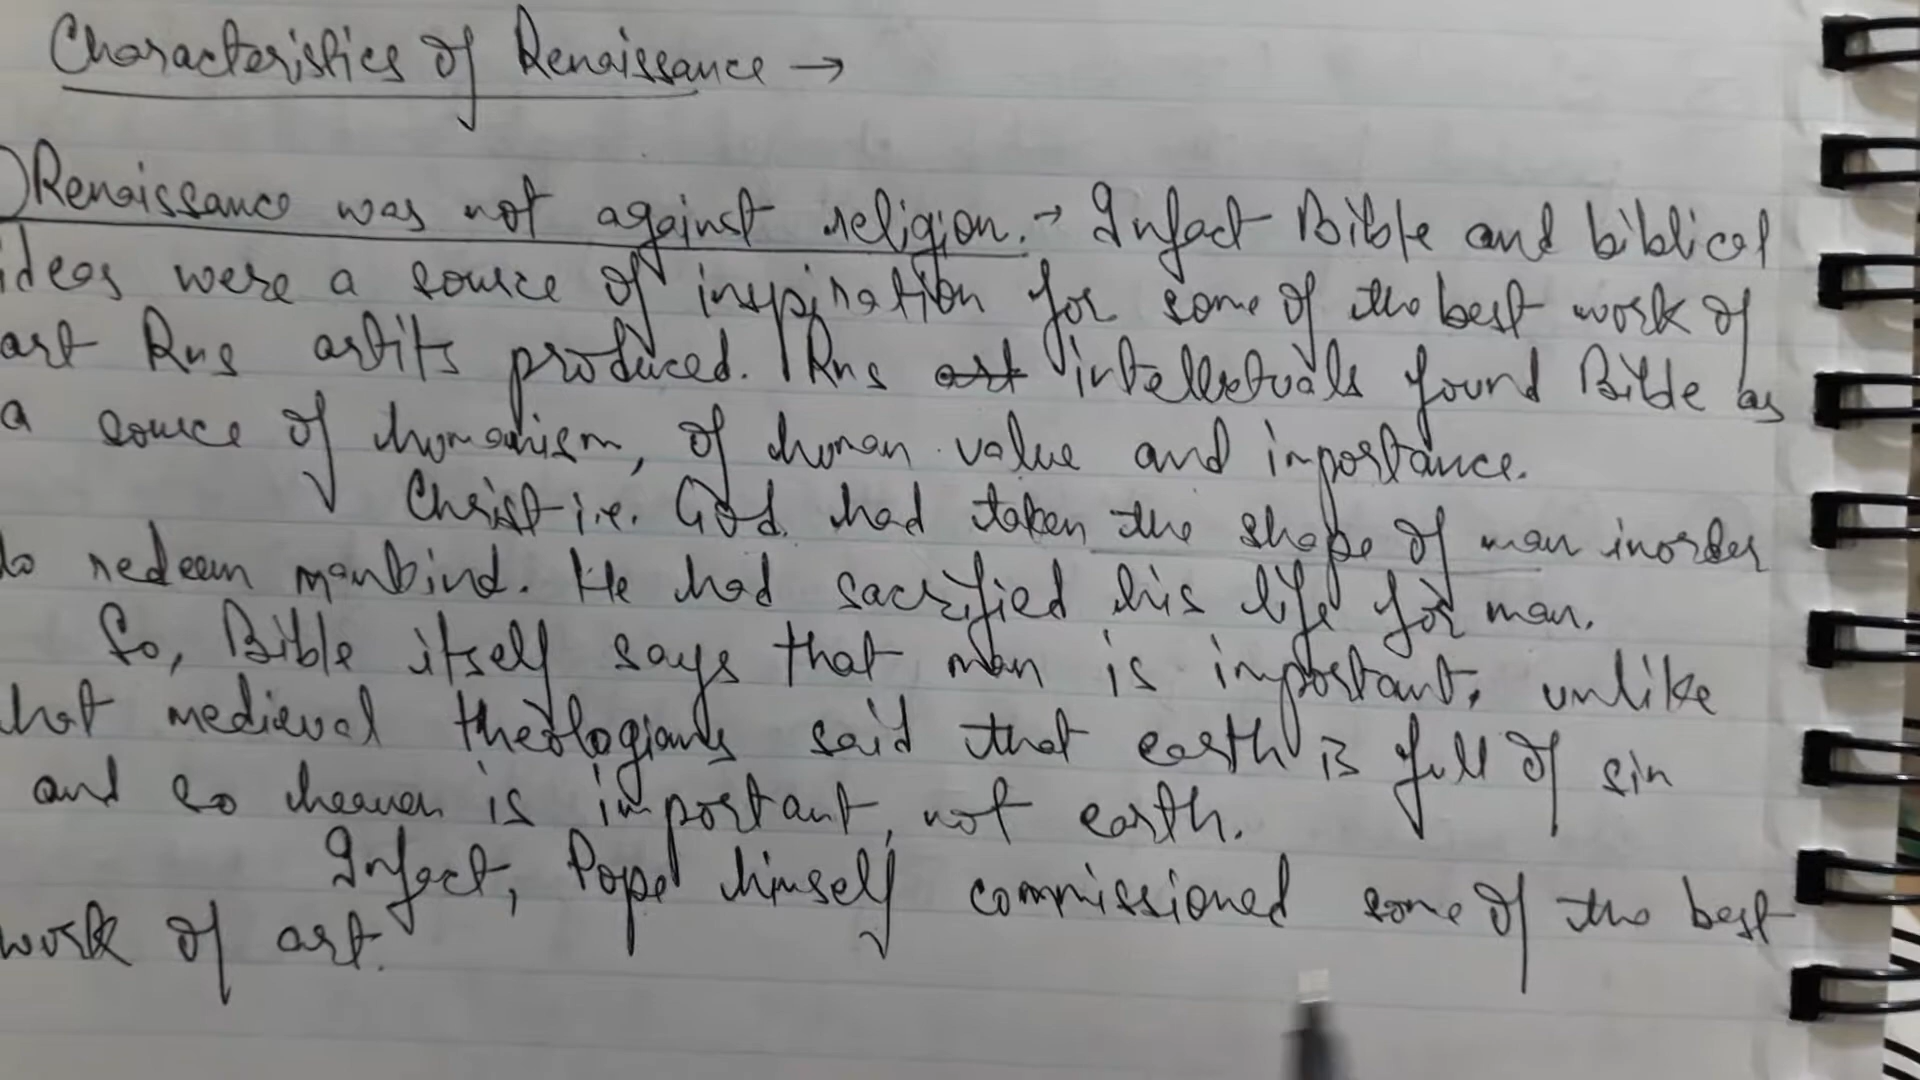 Characteristics of Renaissance →
) Renaissance was not against religion. → Infact Bible and biblical
ideas were a source of inspiration for some of the best work of
art Rns artits produced. Rns art intellectuals found Bible as
a source of humanism, of human value and importance.
Christ i.e. God had taken the shape of man inorder
to redeem mankind. He had sacrified his life for man.
So, Bible itself says that man is important, unlike
hat medieval theologians said that earth is full of sin
and so heaven is important, not earth.
Infact, Pope himself commissioned some of the best
work of art.